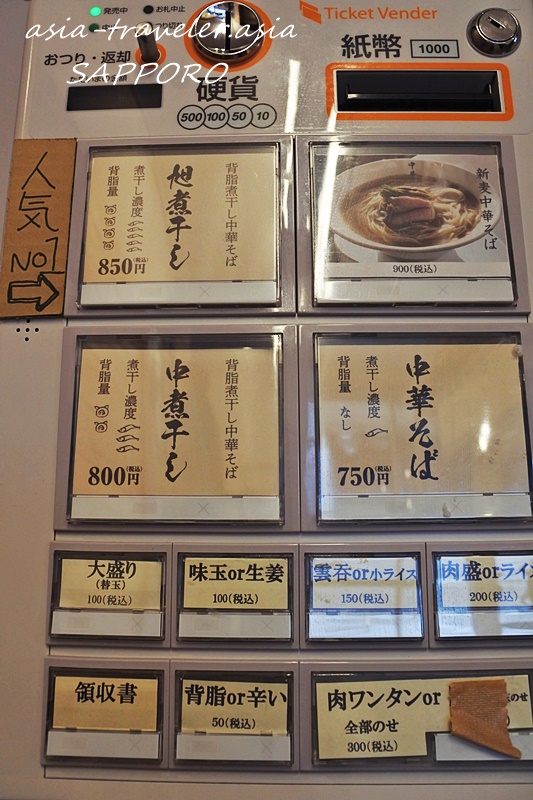 asia-traveler.asia
SAPPORO
発売中
お札中止
おつり・返却
硬貨
500 100 50 10
Ticket Vender
紙幣 1000
人気
No1
背脂煮干し中華そば
旭煮干し
煮干し濃度
背脂量
850円(税込)
新麦中華そば
900(税込)
背脂煮干し中華そば
中煮干し
煮干し濃度
背脂量
800円(税込)
中華そば
煮干し濃度
背脂量 なし
750円(税込)
大盛り
(替玉)
100(税込)
味玉or生姜
100(税込)
雲呑or小ライス
150(税込)
肉盛orライ
200(税込)
領収書
背脂or辛い
50(税込)
肉ワンタンor
全部のせ
300(税込)
のせ